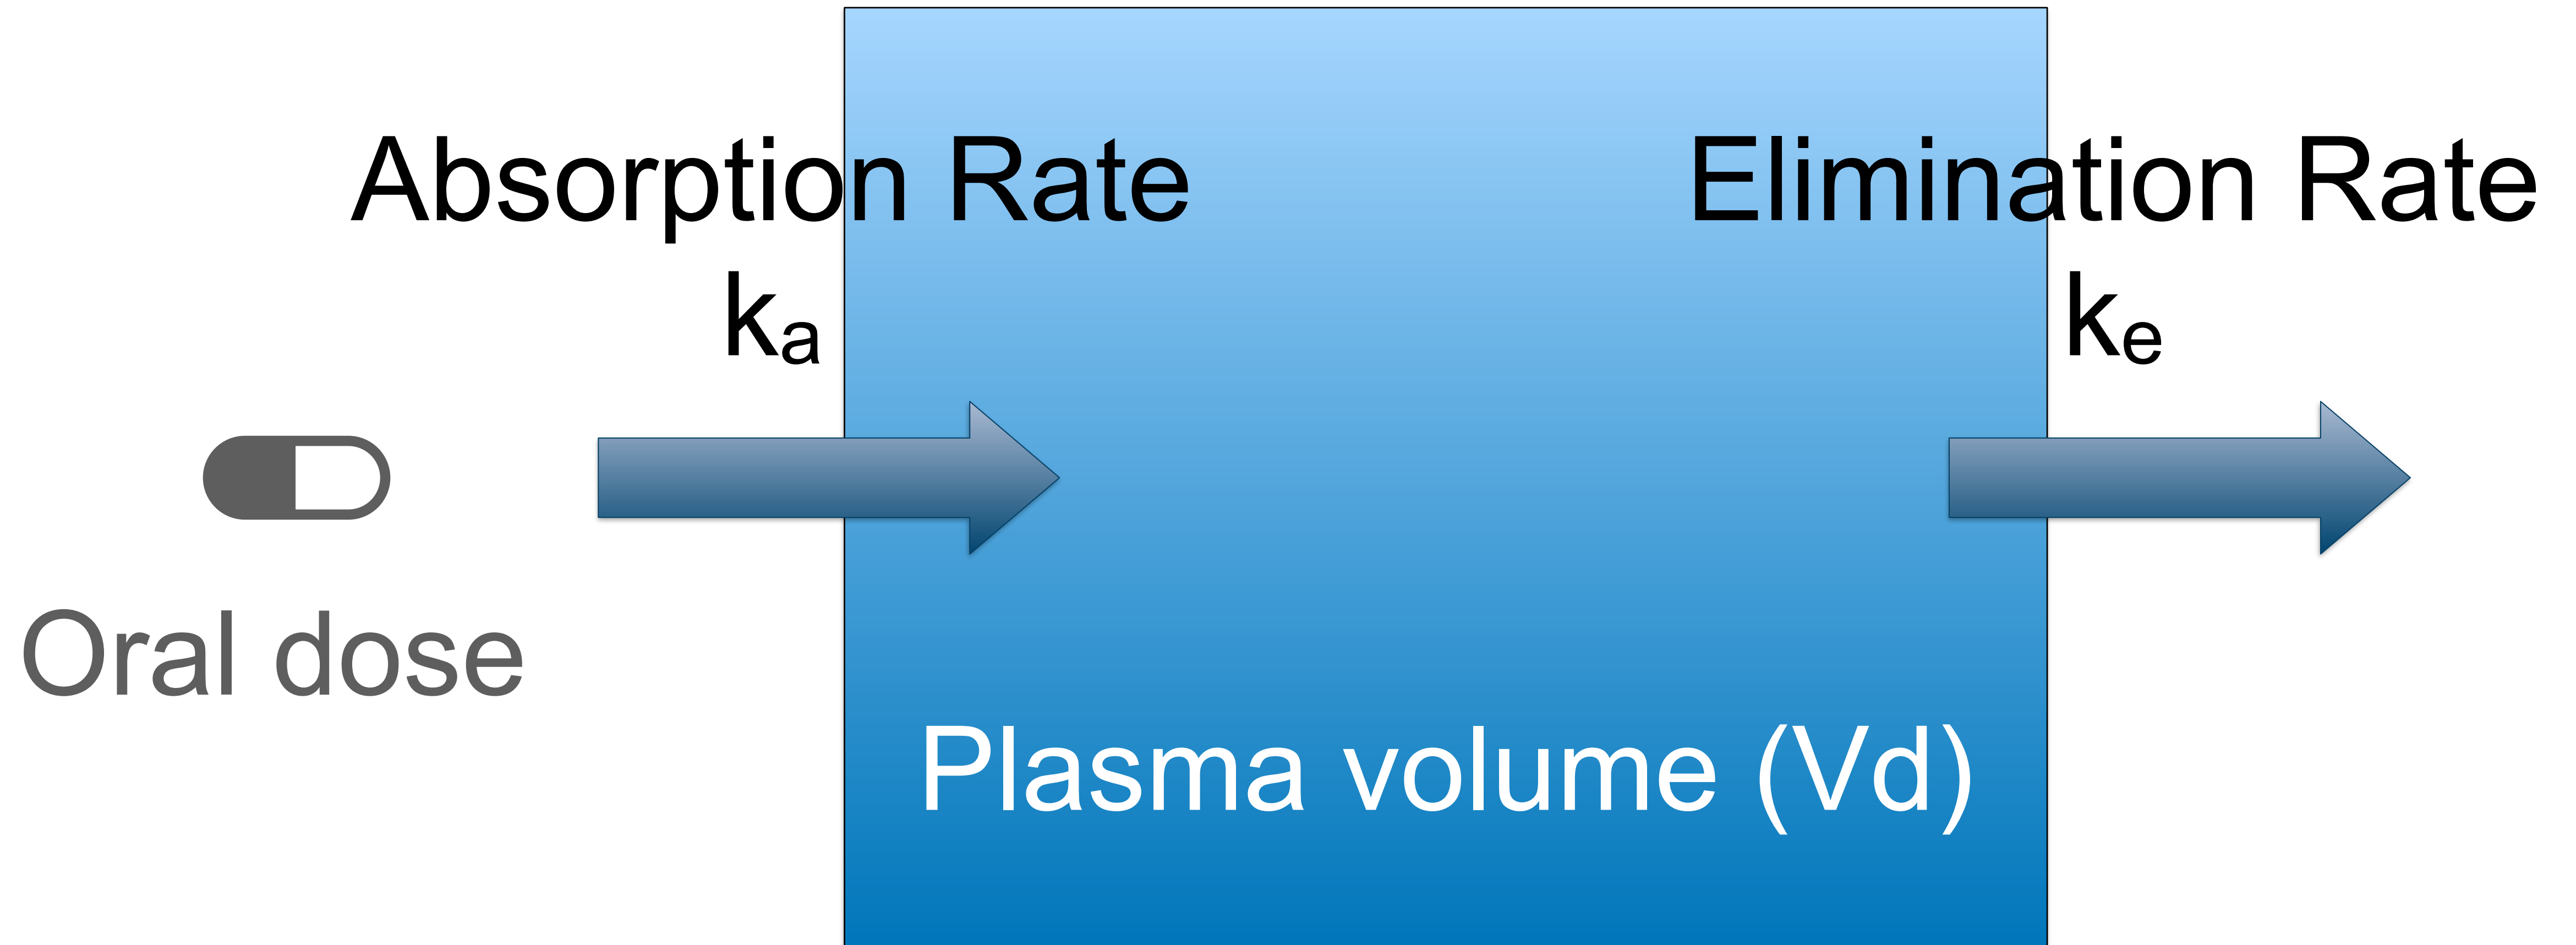 Absorption Rate
kₐ
Elimination Rate
kₑ
Oral dose
Plasma volume (Vd)